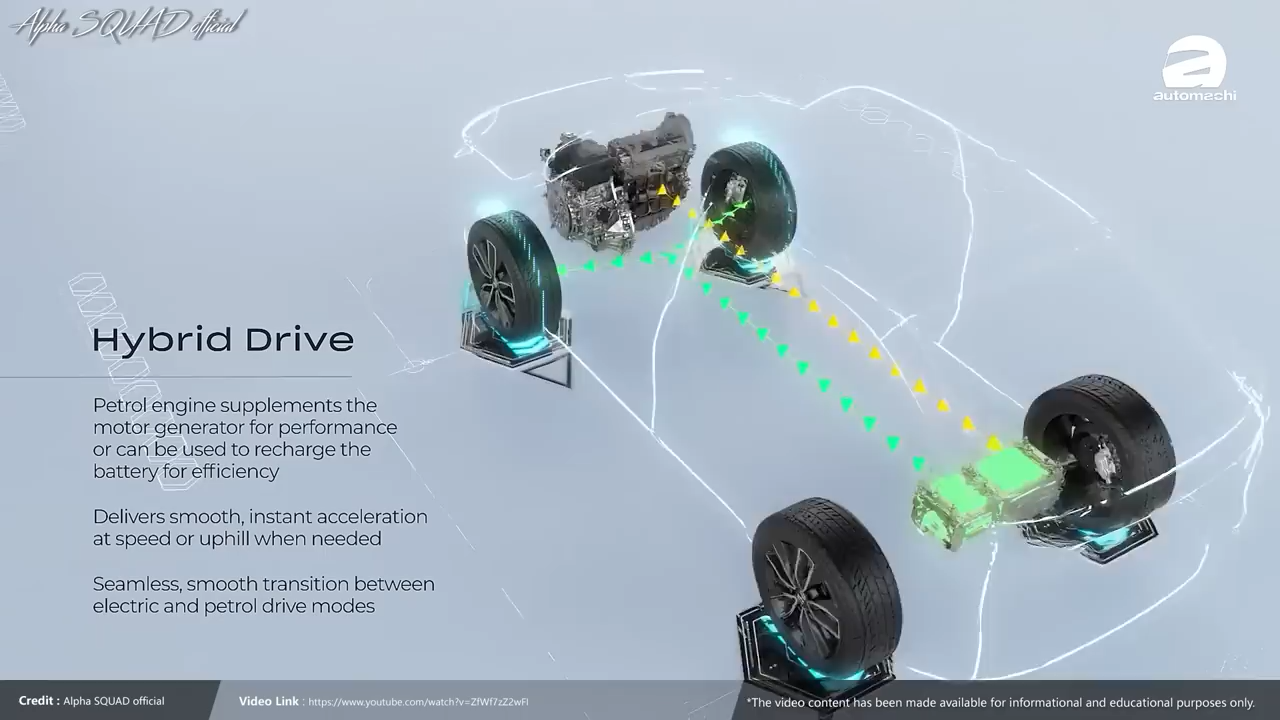 Alpha SQUAD official
automachi
Hybrid Drive
Petrol engine supplements the
motor generator for performance
or can be used to recharge the
battery for efficiency
Delivers smooth, instant acceleration
at speed or uphill when needed
Seamless, smooth transition between
electric and petrol drive modes
Credit : Alpha SQUAD official
Video Link : https://www.youtube.com/watch?v=ZfWf7zZ2wFI
*The video content has been made available for informational and educational purposes only.